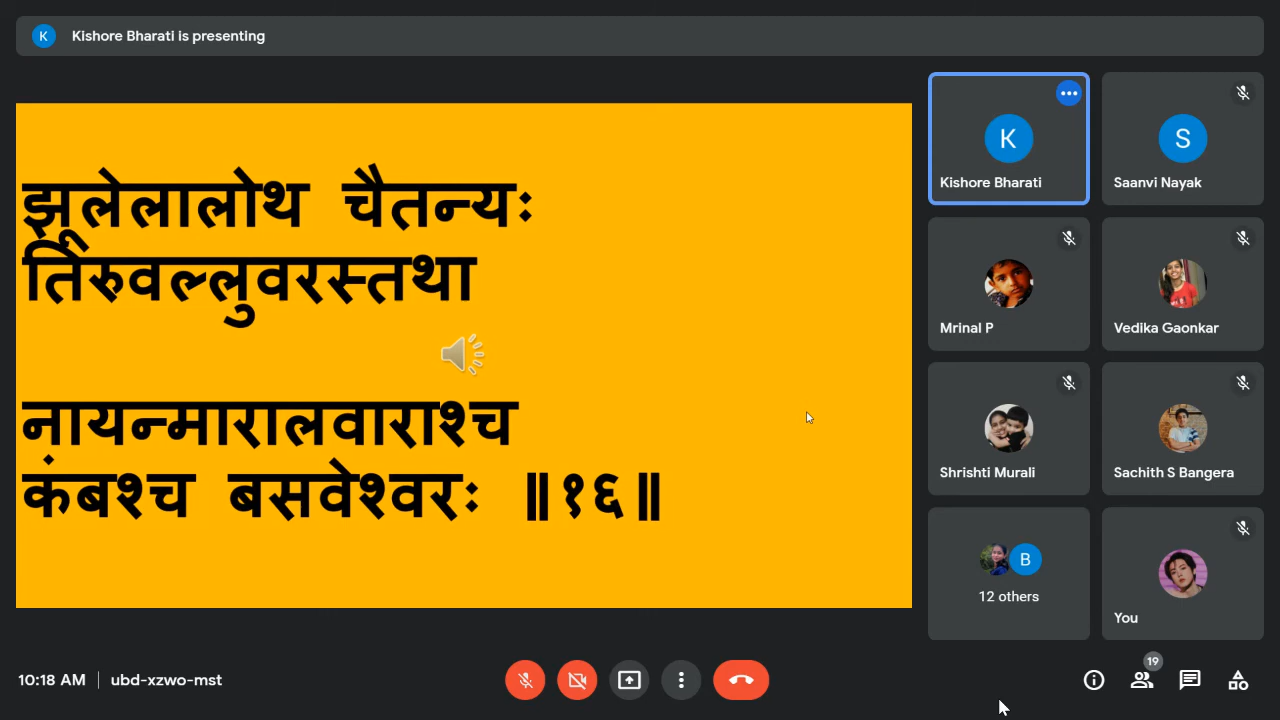 K
Kishore Bharati is presenting
झूलेलालोथ चैतन्यः
तिरुवल्लुवरस्तथा
नायन्मारालवाराश्च
कंबश्च बसवेश्वरः ॥१६॥
K
Kishore Bharati
S
Saanvi Nayak
Mrinal P
Vedika Gaonkar
Shrishti Murali
Sachith S Bangera
B
12 others
You
10:18 AM | ubd-xzwo-mst
19